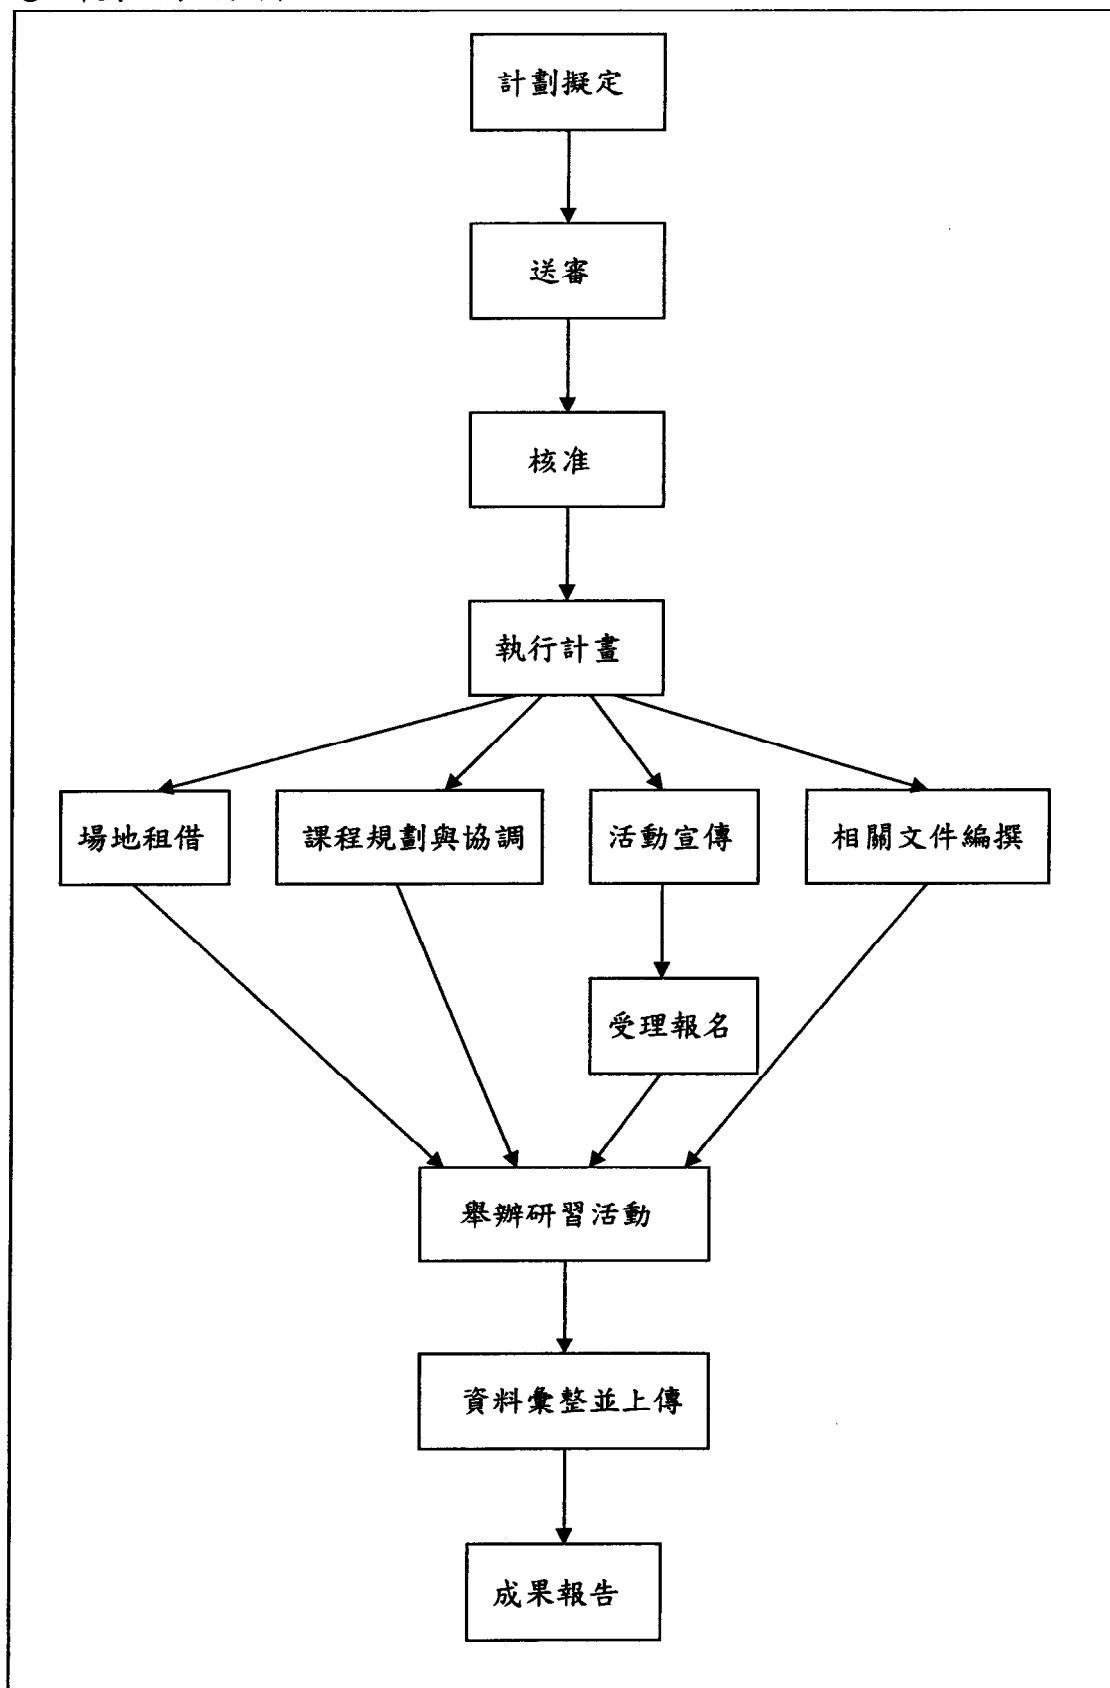 計劃擬定
送審
核准
執行計畫
場地租借
課程規劃與協調
活動宣傳
相關文件編撰
受理報名
舉辦研習活動
資料彙整並上傳
成果報告